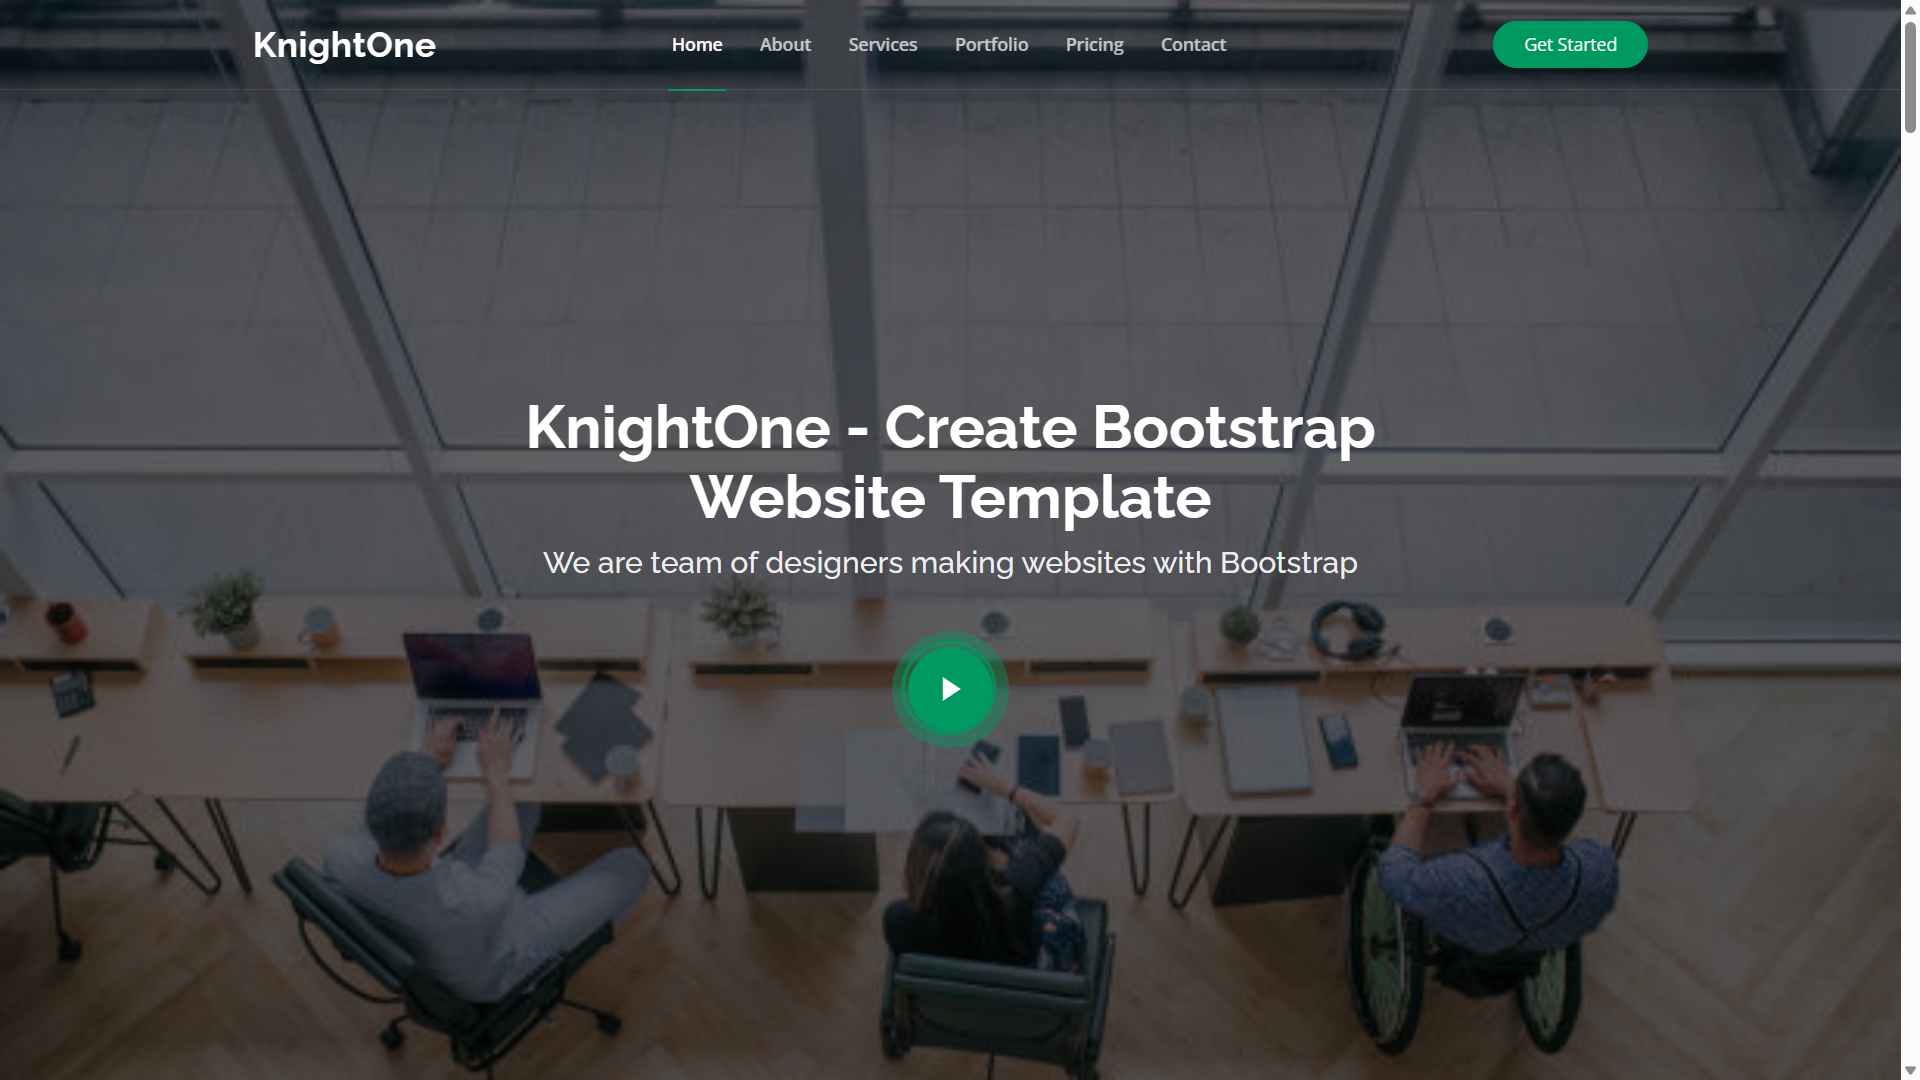 KnightOne
Home About Services Portfolio Pricing Contact
Get Started
KnightOne - Create Bootstrap
Website Template
We are team of designers making websites with Bootstrap